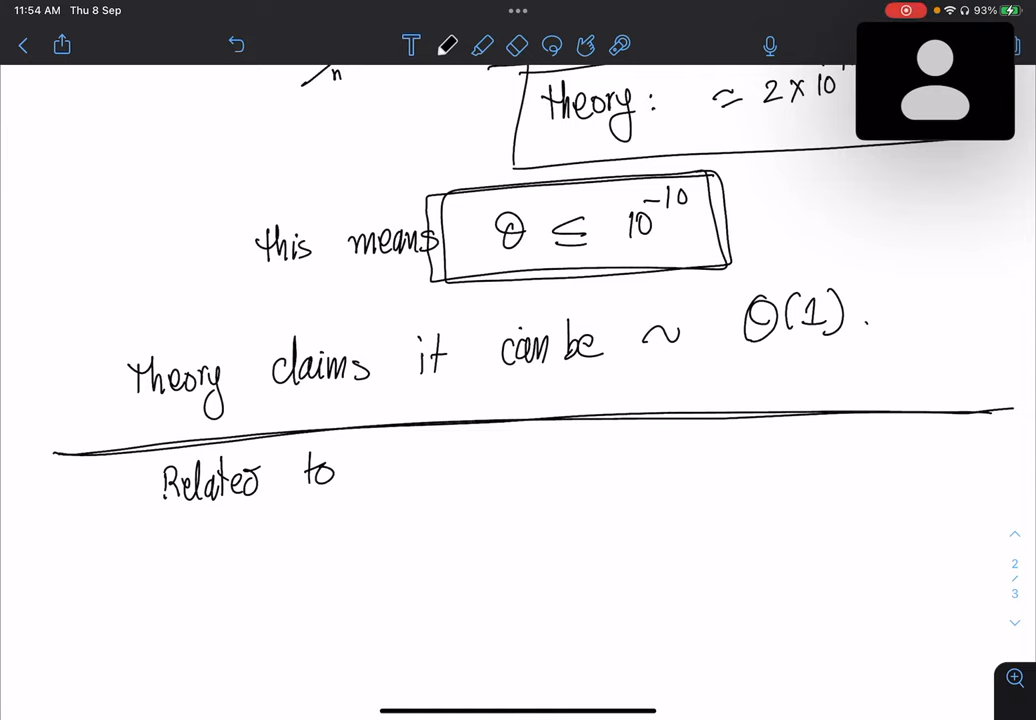 11:54 AM Thu 8 Sep
93%
T
n
theory: ≈ 2 × 10
this means θ ≤ 10⁻¹⁰
Theory claims it can be ~ O(1).
Related to
2
/
3